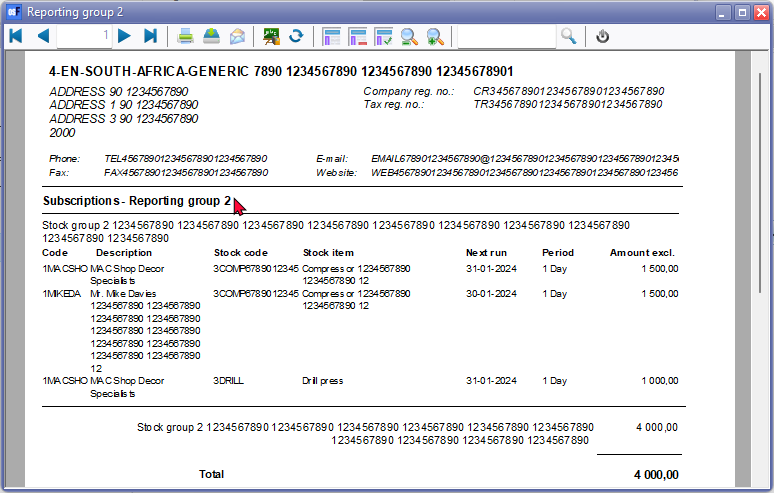 Reporting group 2
1
4-EN-SOUTH-AFRICA-GENERIC 7890 1234567890 1234567890 12345678901
ADDRESS 90 1234567890
Company reg. no.: CR3456789012345678901234567890
ADDRESS 1 90 1234567890
Tax reg. no.: TR3456789012345678901234567890
ADDRESS 3 90 1234567890
2000
Phone: TEL456789012345678901234567890 E-mail: EMAIL678901234567890@1234567890123456789012345678901234
Fax: FAX456789012345678901234567890 Website: WEB45678901234567890123456789012345678901234567890123456
Subscriptions - Reporting group 2
Stock group 2 1234567890 1234567890 1234567890 1234567890 1234567890 1234567890 1234567890 1234567890
1234567890 1234567890
Code Description Stock code Stock item Next run Period Amount excl.
1MACSHO MAC Shop Decor 3COMP6789012345 Compressor 1234567890 31-01-2024 1 Day 1 500,00
Specialists 1234567890 12
1MIKEDA Mr. Mike Davies 3COMP6789012345 Compressor 1234567890 30-01-2024 1 Day 1 500,00
1234567890 1234567890 1234567890 12
1234567890 1234567890
1234567890 1234567890
1234567890 1234567890
1234567890 1234567890
12
1MACSHO MAC Shop Decor 3DRILL Drill press 31-01-2024 1 Day 1 000,00
Specialists
Stock group 2 1234567890 1234567890 1234567890 1234567890 1234567890 1234567890 4 000,00
1234567890 1234567890 1234567890 1234567890
Total 4 000,00